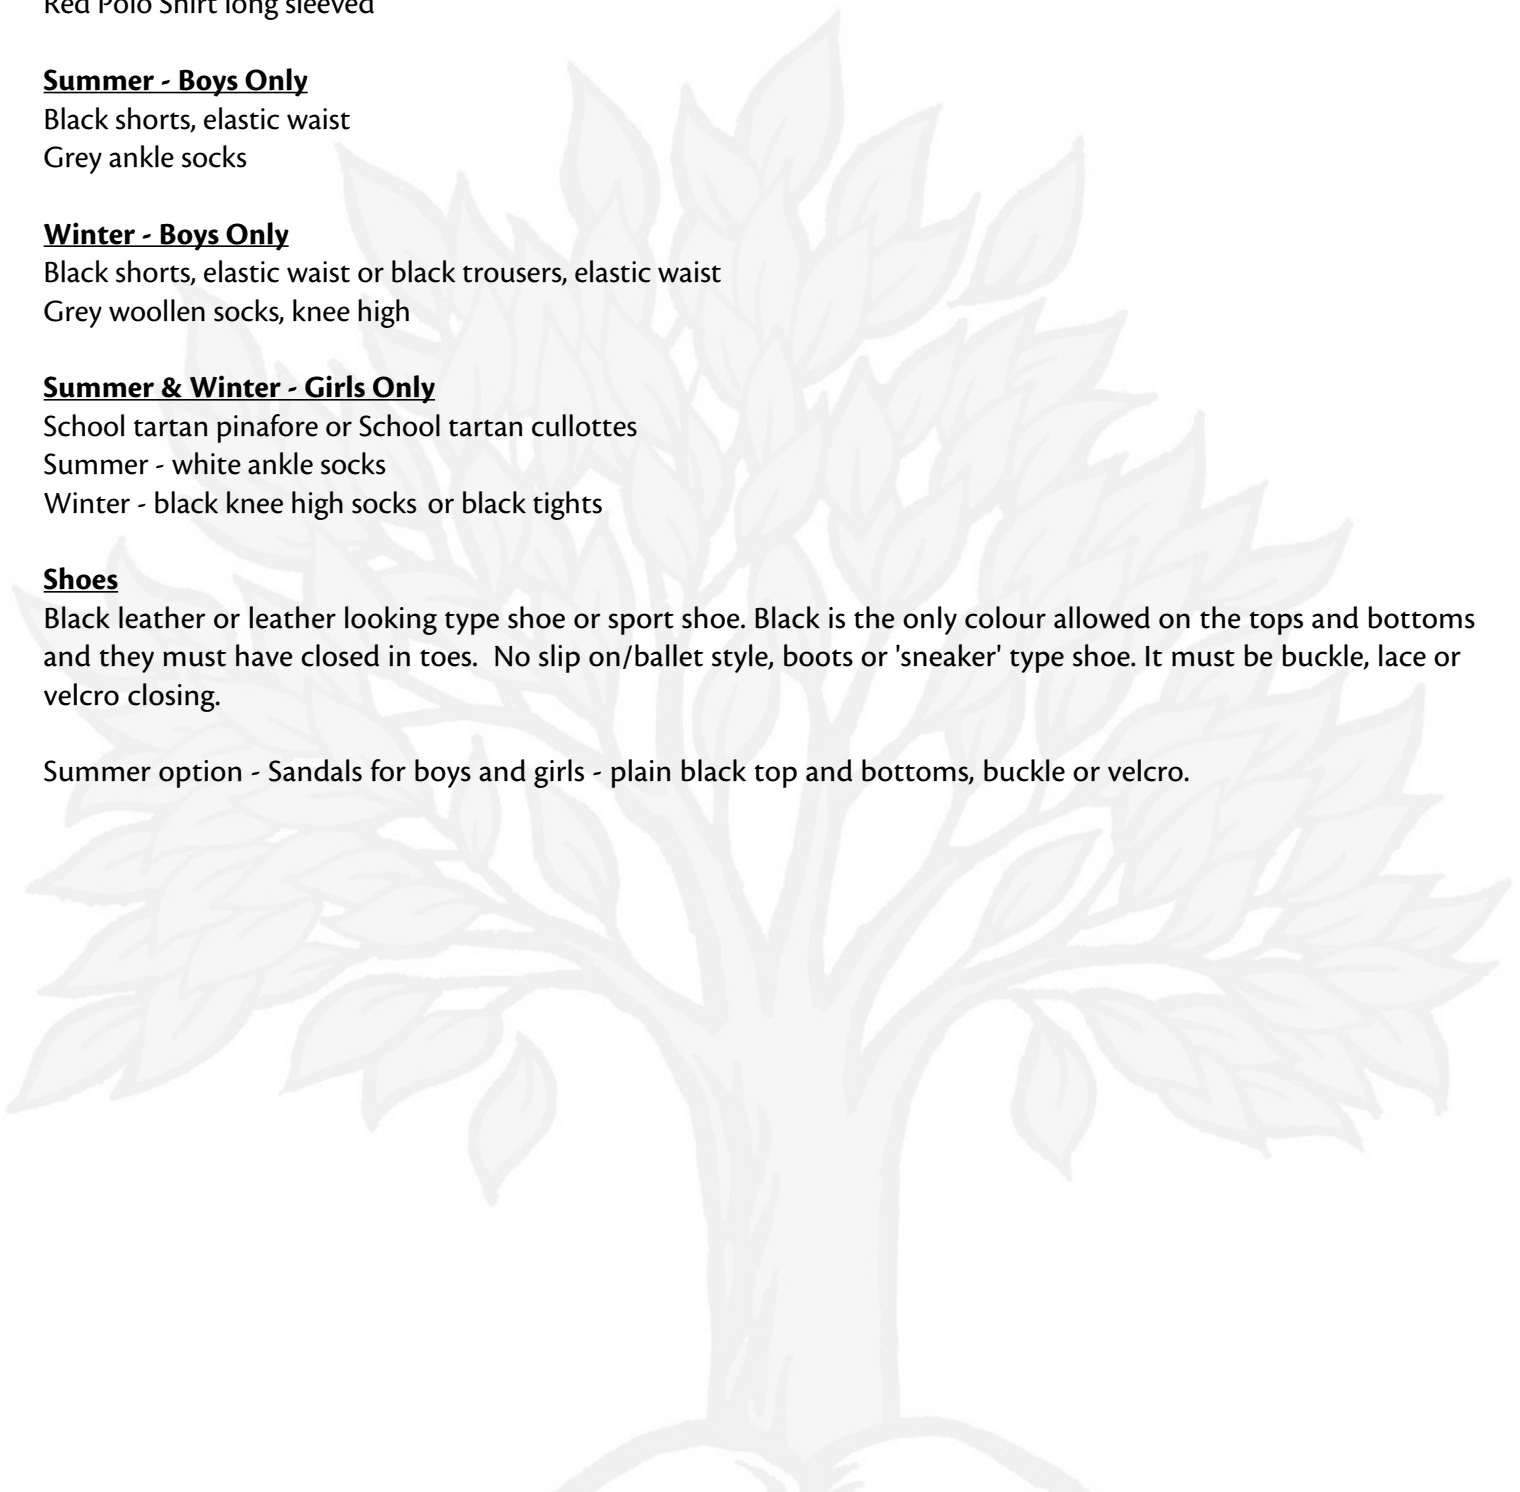 Red Polo Shirt long sleeved
Summer - Boys Only
Black shorts, elastic waist
Grey ankle socks
Winter - Boys Only
Black shorts, elastic waist or black trousers, elastic waist
Grey woollen socks, knee high
Summer & Winter - Girls Only
School tartan pinafore or School tartan cullottes
Summer - white ankle socks
Winter - black knee high socks or black tights
Shoes
Black leather or leather looking type shoe or sport shoe. Black is the only colour allowed on the tops and bottoms
and they must have closed in toes. No slip on/ballet style, boots or 'sneaker' type shoe. It must be buckle, lace or
velcro closing.
Summer option - Sandals for boys and girls - plain black top and bottoms, buckle or velcro.